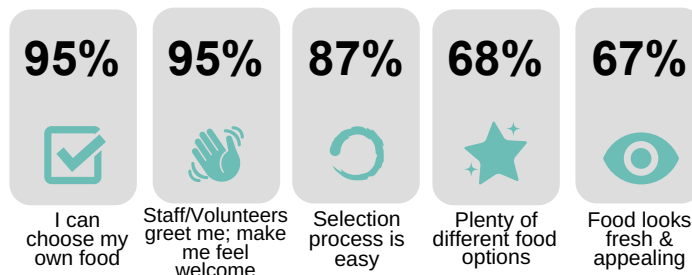 95%
I can
choose my
own food
95%
Staff/Volunteers
greet me; make
me feel
welcome
87%
Selection
process is
easy
68%
Plenty of
different food
options
67%
Food looks
fresh &
appealing